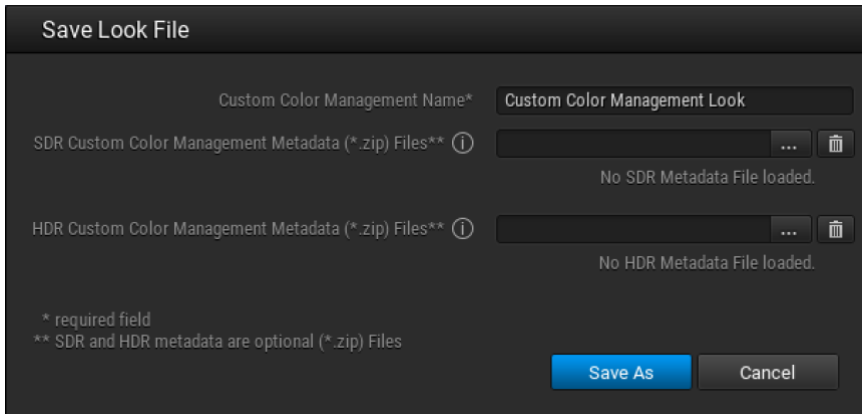 Save Look File
Custom Color Management Name* Custom Color Management Look
SDR Custom Color Management Metadata (*.zip) Files** i ...
No SDR Metadata File loaded.
HDR Custom Color Management Metadata (*.zip) Files** i ...
No HDR Metadata File loaded.
* required field
** SDR and HDR metadata are optional (*.zip) Files
Save As Cancel